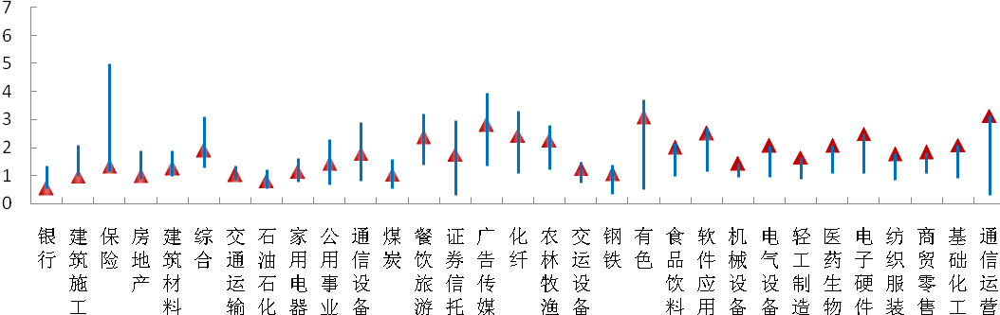 7
6
5
4
3
2
1
0
银行
建筑施工
保险
房地产
建筑材料
综合
交通运输
石油石化
家用电器
公用事业
通信设备
煤炭
餐饮旅游
证券信托
广告传媒
化纤
农林牧渔
交运设备
钢铁
有色
食品饮料
软件应用
机械设备
电气设备
轻工制造
医药生物
电子硬件
纺织服装
商贸零售
基础化工
通信运营